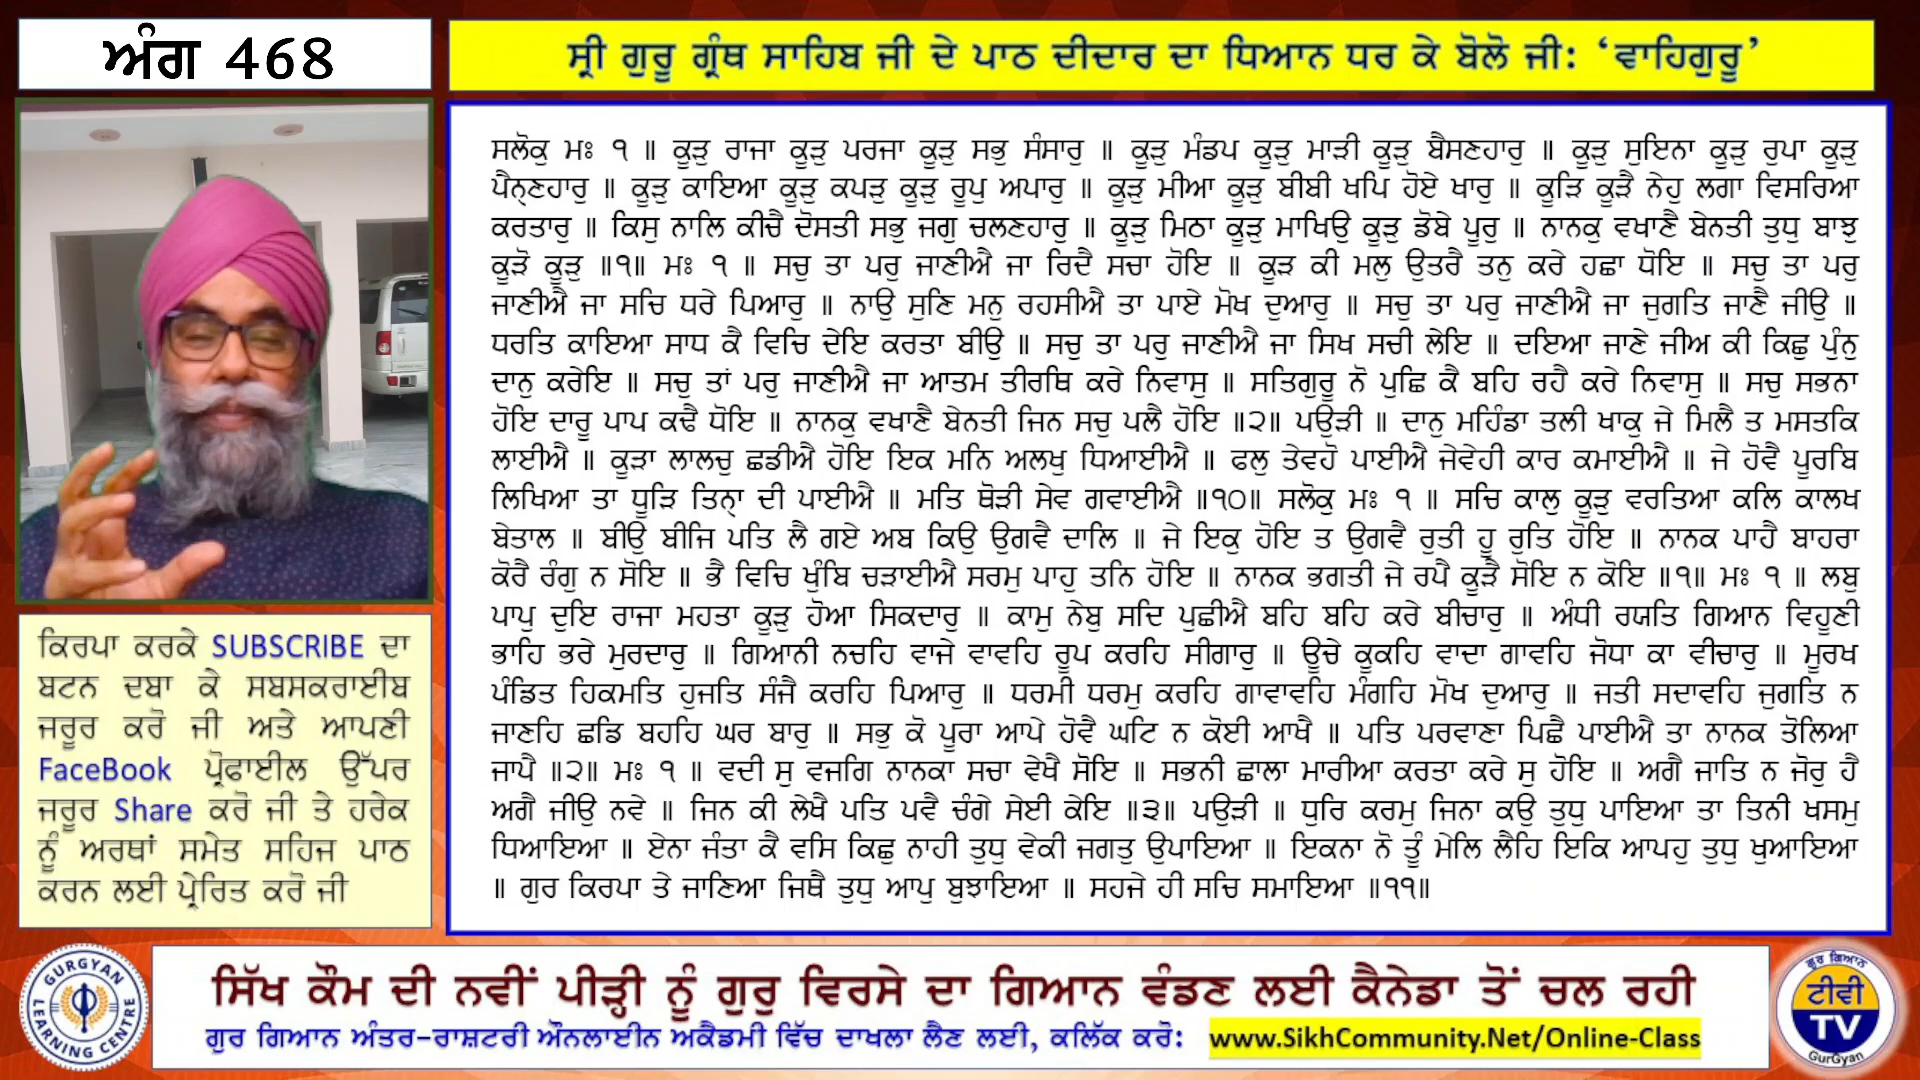 ਅੰਗ 468
ਸ੍ਰੀ ਗੁਰੂ ਗ੍ਰੰਥ ਸਾਹਿਬ ਜੀ ਦੇ ਪਾਠ ਦੀਦਾਰ ਦਾ ਧਿਆਨ ਧਰ ਕੇ ਬੋਲੋ ਜੀ: ‘ਵਾਹਿਗੁਰੂ’
ਸਲੋਕੁ ਮਃ ੧ ॥ ਕੂੜੁ ਰਾਜਾ ਕੂੜੁ ਪਰਜਾ ਕੂੜੁ ਸਭੁ ਸੰਸਾਰੁ ॥ ਕੂੜੁ ਮੰਡਪ ਕੂੜੁ ਮਾੜੀ ਕੂੜੁ ਬੈਸਣਹਾਰੁ ॥ ਕੂੜੁ ਸੁਇਨਾ ਕੂੜੁ ਰੁਪਾ ਕੂੜੁ
ਪੈਨ੍ਣਹਾਰੁ ॥ ਕੂੜੁ ਕਾਇਆ ਕੂੜੁ ਕਪੜੁ ਕੂੜੁ ਰੂਪੁ ਅਪਾਰੁ ॥ ਕੂੜੁ ਮੀਆ ਕੂੜੁ ਬੀਬੀ ਖਪਿ ਹੋਏ ਖਾਰੁ ॥ ਕੂੜਿ ਕੂੜੈ ਨੇਹੁ ਲਗਾ ਵਿਸਰਿਆ
ਕਰਤਾਰੁ ॥ ਕਿਸੁ ਨਾਲਿ ਕੀਚੈ ਦੋਸਤੀ ਸਭੁ ਜਗੁ ਚਲਣਹਾਰੁ ॥ ਕੂੜੁ ਮਿਠਾ ਕੂੜੁ ਮਾਖਿਉ ਕੂੜੁ ਡੋਬੇ ਪੂਰੁ ॥ ਨਾਨਕੁ ਵਖਾਣੈ ਬੇਨਤੀ ਤੁਧੁ ਬਾਝੁ
ਕੂੜੋ ਕੂੜੁ ॥੧॥ ਮਃ ੧ ॥ ਸਚੁ ਤਾ ਪਰੁ ਜਾਣੀਐ ਜਾ ਰਿਦੈ ਸਚਾ ਹੋਇ ॥ ਕੂੜ ਕੀ ਮਲੁ ਉਤਰੈ ਤਨੁ ਕਰੇ ਹਛਾ ਧੋਇ ॥ ਸਚੁ ਤਾ ਪਰੁ
ਜਾਣੀਐ ਜਾ ਸਚਿ ਧਰੇ ਪਿਆਰੁ ॥ ਨਾਉ ਸੁਣਿ ਮਨੁ ਰਹਸੀਐ ਤਾ ਪਾਏ ਮੋਖ ਦੁਆਰੁ ॥ ਸਚੁ ਤਾ ਪਰੁ ਜਾਣੀਐ ਜਾ ਜੁਗਤਿ ਜਾਣੈ ਜੀਉ ॥
ਧਰਤਿ ਕਾਇਆ ਸਾਧ ਕੈ ਵਿਚਿ ਦੇਇ ਕਰਤਾ ਬੀਉ ॥ ਸਚੁ ਤਾ ਪਰੁ ਜਾਣੀਐ ਜਾ ਸਿਖ ਸਚੀ ਲੇਇ ॥ ਦਇਆ ਜਾਣੇ ਜੀਅ ਕੀ ਕਿਛੁ ਪੁੰਨੁ
ਦਾਨੁ ਕਰੇਇ ॥ ਸਚੁ ਤਾਂ ਪਰੁ ਜਾਣੀਐ ਜਾ ਆਤਮ ਤੀਰਥਿ ਕਰੇ ਨਿਵਾਸੁ ॥ ਸਤਿਗੁਰੂ ਨੋ ਪੁਛਿ ਕੈ ਬਹਿ ਰਹੈ ਕਰੇ ਨਿਵਾਸੁ ॥ ਸਚੁ ਸਭਨਾ
ਹੋਇ ਦਾਰੂ ਪਾਪ ਕਢੈ ਧੋਇ ॥ ਨਾਨਕੁ ਵਖਾਣੈ ਬੇਨਤੀ ਜਿਨ ਸਚੁ ਪਲੈ ਹੋਇ ॥੨॥ ਪਉੜੀ ॥ ਦਾਨੁ ਮਹਿੰਡਾ ਤਲੀ ਖਾਕੁ ਜੇ ਮਿਲੈ ਤ ਮਸਤਕਿ
ਲਾਈਐ ॥ ਕੂੜਾ ਲਾਲਚੁ ਛਡੀਐ ਹੋਇ ਇਕ ਮਨਿ ਅਲਖੁ ਧਿਆਈਐ ॥ ਫਲੁ ਤੇਵਹੋ ਪਾਈਐ ਜੇਵੇਹੀ ਕਾਰ ਕਮਾਈਐ ॥ ਜੇ ਹੋਵੈ ਪੂਰਬਿ
ਲਿਖਿਆ ਤਾ ਧੂੜਿ ਤਿਨ੍ਾ ਦੀ ਪਾਈਐ ॥ ਮਤਿ ਥੋੜੀ ਸੇਵ ਗਵਾਈਐ ॥੧੦॥ ਸਲੋਕੁ ਮਃ ੧ ॥ ਸਚਿ ਕਾਲੁ ਕੂੜੁ ਵਰਤਿਆ ਕਲਿ ਕਾਲਖ
ਬੇਤਾਲ ॥ ਬੀਉ ਬੀਜਿ ਪਤਿ ਲੈ ਗਏ ਅਬ ਕਿਉ ਉਗਵੈ ਦਾਲਿ ॥ ਜੇ ਇਕੁ ਹੋਇ ਤ ਉਗਵੈ ਰੁਤੀ ਹੂ ਰੁਤਿ ਹੋਇ ॥ ਨਾਨਕ ਪਾਹੈ ਬਾਹਰਾ
ਕੋਰੈ ਰੰਗੁ ਨ ਸੋਇ ॥ ਭੈ ਵਿਚਿ ਖੁੰਬਿ ਚੜਾਈਐ ਸਰਮੁ ਪਾਹੁ ਤਨਿ ਹੋਇ ॥ ਨਾਨਕ ਭਗਤੀ ਜੇ ਰਪੈ ਕੂੜੈ ਸੋਇ ਨ ਕੋਇ ॥੧॥ ਮਃ ੧ ॥ ਲਬੁ
ਪਾਪੁ ਦੁਇ ਰਾਜਾ ਮਹਤਾ ਕੂੜੁ ਹੋਆ ਸਿਕਦਾਰੁ ॥ ਕਾਮੁ ਨੇਬੁ ਸਦਿ ਪੁਛੀਐ ਬਹਿ ਬਹਿ ਕਰੇ ਬੀਚਾਰੁ ॥ ਅੰਧੀ ਰਯਤਿ ਗਿਆਨ ਵਿਹੂਣੀ
ਭਾਹਿ ਭਰੇ ਮੁਰਦਾਰੁ ॥ ਗਿਆਨੀ ਨਚਹਿ ਵਾਜੇ ਵਾਵਹਿ ਰੂਪ ਕਰਹਿ ਸੀਗਾਰੁ ॥ ਊਚੇ ਕੂਕਹਿ ਵਾਦਾ ਗਾਵਹਿ ਜੋਧਾ ਕਾ ਵੀਚਾਰੁ ॥ ਮੂਰਖ
ਪੰਡਿਤ ਹਿਕਮਤਿ ਹੁਜਤਿ ਸੰਜੈ ਕਰਹਿ ਪਿਆਰੁ ॥ ਧਰਮੀ ਧਰਮੁ ਕਰਹਿ ਗਾਵਾਵਹਿ ਮੰਗਹਿ ਮੋਖ ਦੁਆਰੁ ॥ ਜਤੀ ਸਦਾਵਹਿ ਜੁਗਤਿ ਨ
ਜਾਣਹਿ ਛਡਿ ਬਹਹਿ ਘਰ ਬਾਰੁ ॥ ਸਭੁ ਕੋ ਪੂਰਾ ਆਪੇ ਹੋਵੈ ਘਟਿ ਨ ਕੋਈ ਆਖੈ ॥ ਪਤਿ ਪਰਵਾਣਾ ਪਿਛੈ ਪਾਈਐ ਤਾ ਨਾਨਕ ਤੋਲਿਆ
ਜਾਪੈ ॥੨॥ ਮਃ ੧ ॥ ਵਦੀ ਸੁ ਵਜਗਿ ਨਾਨਕਾ ਸਚਾ ਵੇਖੈ ਸੋਇ ॥ ਸਭਨੀ ਛਾਲਾ ਮਾਰੀਆ ਕਰਤਾ ਕਰੇ ਸੁ ਹੋਇ ॥ ਅਗੈ ਜਾਤਿ ਨ ਜੋਰੁ ਹੈ
ਅਗੈ ਜੀਉ ਨਵੇ ॥ ਜਿਨ ਕੀ ਲੇਖੈ ਪਤਿ ਪਵੈ ਚੰਗੇ ਸੇਈ ਕੇਇ ॥੩॥ ਪਉੜੀ ॥ ਧੁਰਿ ਕਰਮੁ ਜਿਨਾ ਕਉ ਤੁਧੁ ਪਾਇਆ ਤਾ ਤਿਨੀ ਖਸਮੁ
ਧਿਆਇਆ ॥ ਏਨਾ ਜੰਤਾ ਕੈ ਵਸਿ ਕਿਛੁ ਨਾਹੀ ਤੁਧੁ ਵੇਕੀ ਜਗਤੁ ਉਪਾਇਆ ॥ ਇਕਨਾ ਨੋ ਤੂੰ ਮੇਲਿ ਲੈਹਿ ਇਕਿ ਆਪਹੁ ਤੁਧੁ ਖੁਆਇਆ
॥ ਗੁਰ ਕਿਰਪਾ ਤੇ ਜਾਣਿਆ ਜਿਥੈ ਤੁਧੁ ਆਪੁ ਬੁਝਾਇਆ ॥ ਸਹਜੇ ਹੀ ਸਚਿ ਸਮਾਇਆ ॥੧੧॥
ਕਿਰਪਾ ਕਰਕੇ SUBSCRIBE ਦਾ
ਬਟਨ ਦਬਾ ਕੇ ਸਬਸਕਰਾਈਬ
ਜਰੂਰ ਕਰੋ ਜੀ ਅਤੇ ਆਪਣੀ
FaceBook ਪ੍ਰੋਫਾਈਲ ਉੱਪਰ
ਜਰੂਰ Share ਕਰੋ ਜੀ ਤੇ ਹਰੇਕ
ਨੂੰ ਅਰਥਾਂ ਸਮੇਤ ਸਹਿਜ ਪਾਠ
ਕਰਨ ਲਈ ਪ੍ਰੇਰਿਤ ਕਰੋ ਜੀ
GURGYAN
LEARNING CENTRE
ਸਿੱਖ ਕੌਮ ਦੀ ਨਵੀਂ ਪੀੜ੍ਹੀ ਨੂੰ ਗੁਰੁ ਵਿਰਸੇ ਦਾ ਗਿਆਨ ਵੰਡਣ ਲਈ ਕੈਨੇਡਾ ਤੋਂ ਚਲ ਰਹੀ
ਗੁਰ ਗਿਆਨ ਅੰਤਰ-ਰਾਸ਼ਟਰੀ ਔਨਲਾਈਨ ਅਕੈਡਮੀ ਵਿੱਚ ਦਾਖਲਾ ਲੈਣ ਲਈ, ਕਲਿੱਕ ਕਰੋ: www.SikhCommunity.Net/Online-Class
ਗੁਰ ਗਿਆਨ
ਟੀਵੀ
TV
GurGyan